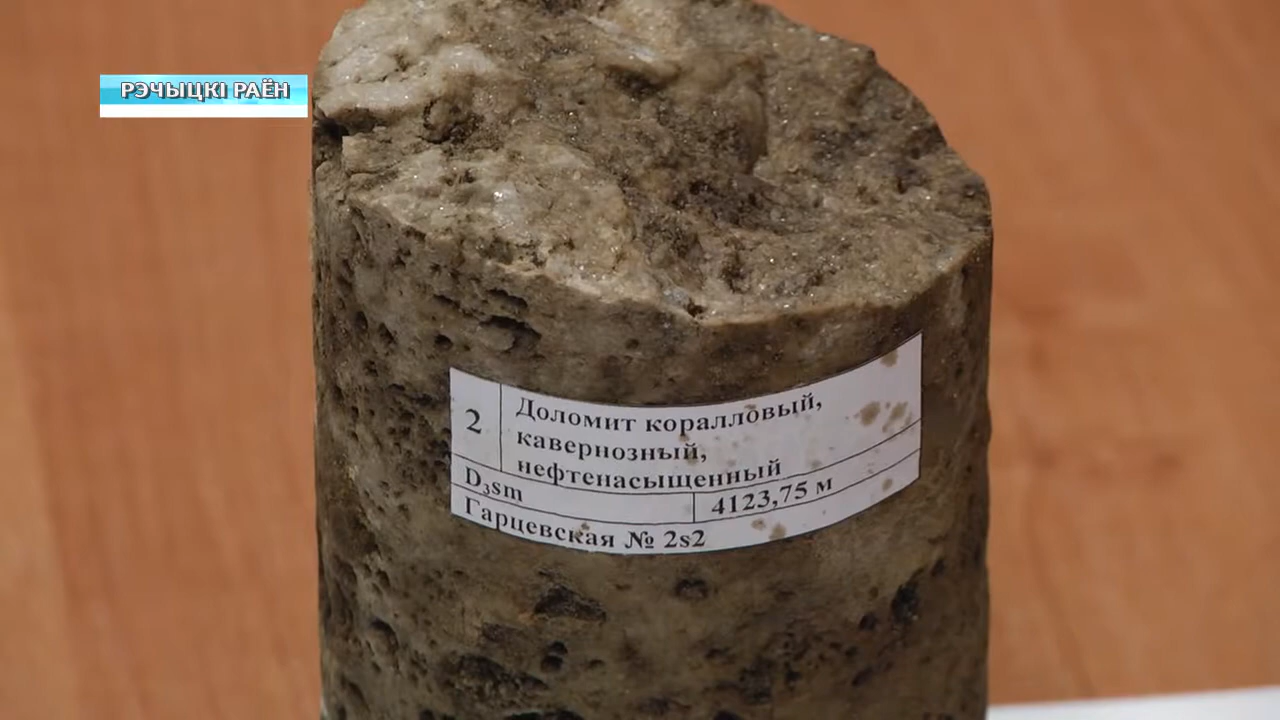 РЭЧЫЦКІ РАЁН
2
Доломит коралловый,
кавернозный,
нефтенасыщенный
D₃sm
4123,75 м
Гарцевская № 2s2